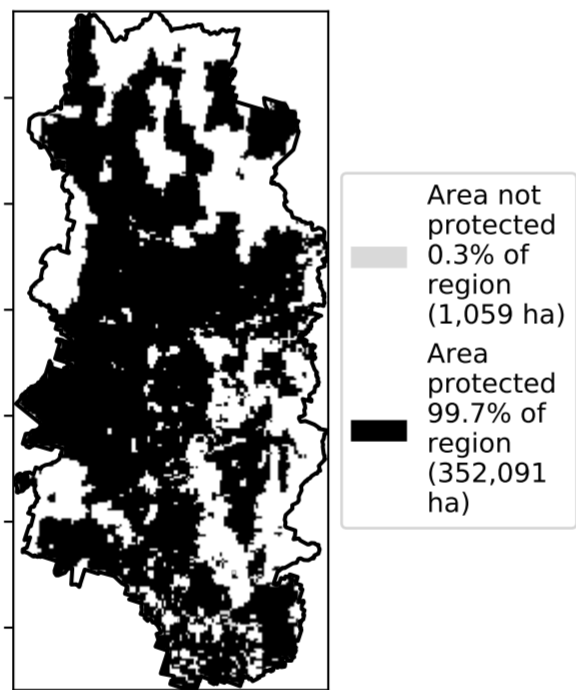 Area not
protected
0.3% of
region
(1,059 ha)
Area
protected
99.7% of
region
(352,091
ha)